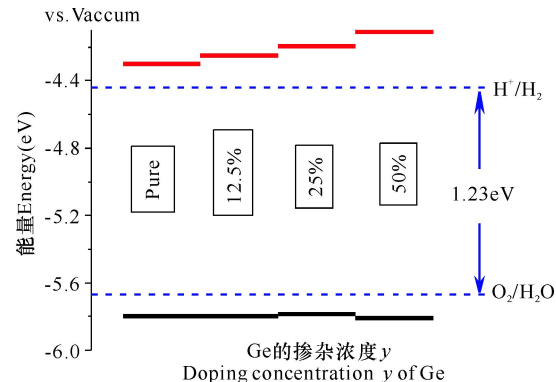 vs.Vaccum
-4.4
-4.8
-5.2
-5.6
-6.0
能量Energy(eV)
Pure
12.5%
25%
50%
H⁺/H₂
1.23eV
O₂/H₂O
Ge的掺杂浓度y
Doping concentration y of Ge